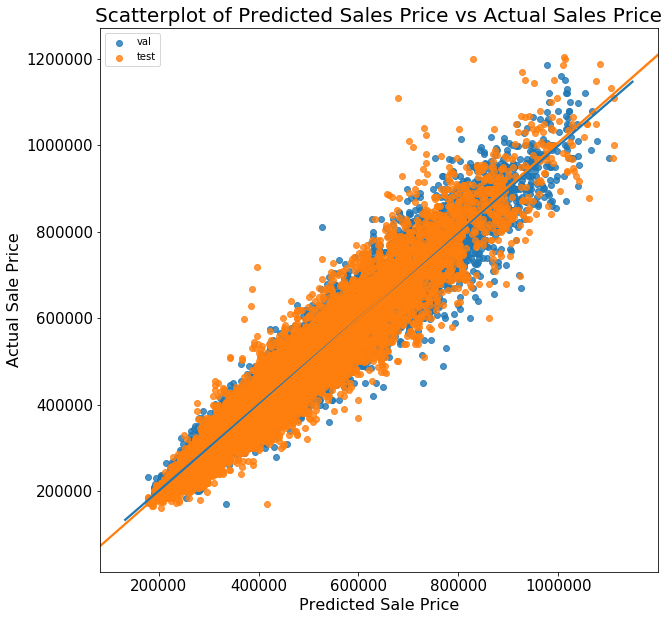 Scatterplot of Predicted Sales Price vs Actual Sales Price
val
test
1200000
1000000
800000
600000
400000
200000
Actual Sale Price
200000 400000 600000 800000 1000000
Predicted Sale Price